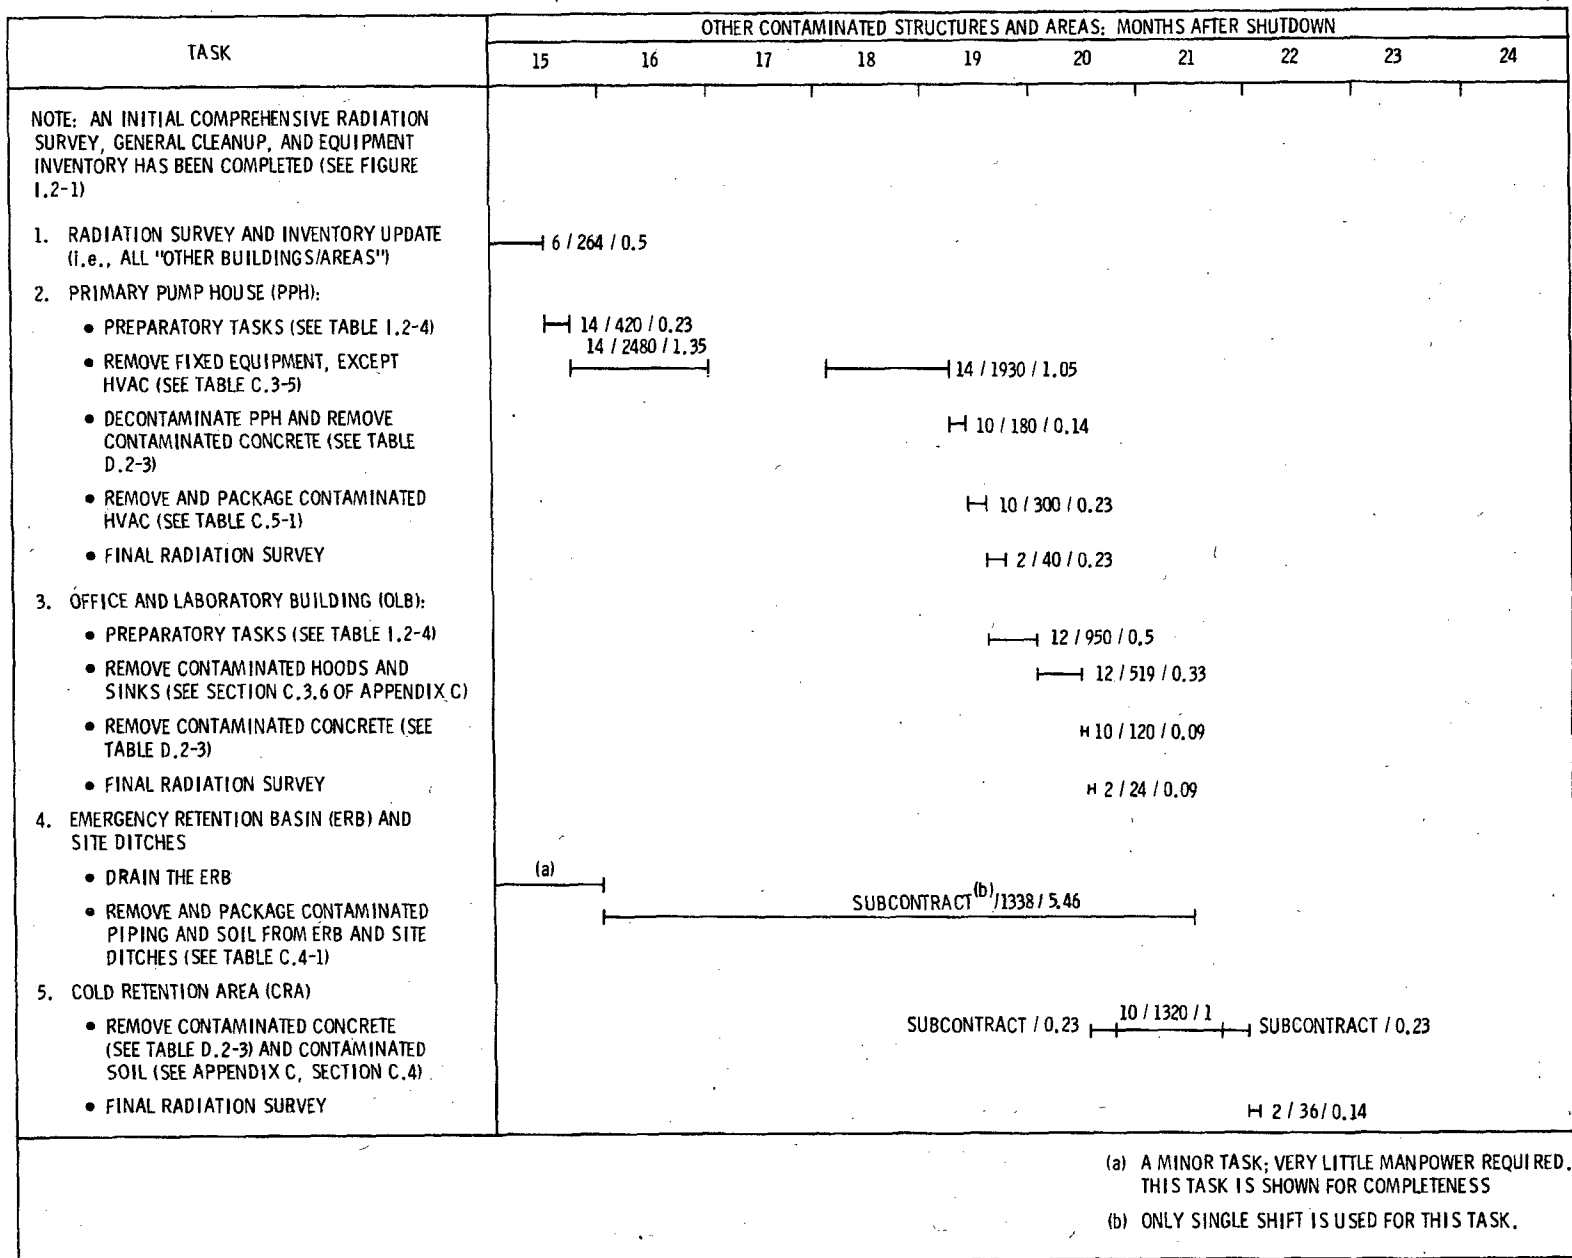 TASK
OTHER CONTAMINATED STRUCTURES AND AREAS: MONTHS AFTER SHUTDOWN
15 16 17 18 19 20 21 22 23 24
NOTE: AN INITIAL COMPREHENSIVE RADIATION
SURVEY, GENERAL CLEANUP, AND EQUIPMENT
INVENTORY HAS BEEN COMPLETED (SEE FIGURE
I.2-1)
1. RADIATION SURVEY AND INVENTORY UPDATE
(i.e., ALL "OTHER BUILDINGS/AREAS")
6 / 264 / 0.5
2. PRIMARY PUMP HOUSE (PPH):
• PREPARATORY TASKS (SEE TABLE I.2-4)
14 / 420 / 0.23
• REMOVE FIXED EQUIPMENT, EXCEPT
HVAC (SEE TABLE C.3-5)
14 / 2480 / 1.35
14 / 1930 / 1.05
• DECONTAMINATE PPH AND REMOVE
CONTAMINATED CONCRETE (SEE TABLE
D.2-3)
10 / 180 / 0.14
• REMOVE AND PACKAGE CONTAMINATED
HVAC (SEE TABLE C.5-1)
10 / 300 / 0.23
• FINAL RADIATION SURVEY
2 / 40 / 0.23
3. OFFICE AND LABORATORY BUILDING (OLB):
• PREPARATORY TASKS (SEE TABLE I.2-4)
12 / 950 / 0.5
• REMOVE CONTAMINATED HOODS AND
SINKS (SEE SECTION C.3.6 OF APPENDIX C)
12 / 519 / 0.33
• REMOVE CONTAMINATED CONCRETE (SEE
TABLE D.2-3)
10 / 120 / 0.09
• FINAL RADIATION SURVEY
2 / 24 / 0.09
4. EMERGENCY RETENTION BASIN (ERB) AND
SITE DITCHES
• DRAIN THE ERB
(a)
• REMOVE AND PACKAGE CONTAMINATED
PIPING AND SOIL FROM ERB AND SITE
DITCHES (SEE TABLE C.4-1)
SUBCONTRACT(b)/1338 / 5.46
5. COLD RETENTION AREA (CRA)
• REMOVE CONTAMINATED CONCRETE
(SEE TABLE D.2-3) AND CONTAMINATED
SOIL (SEE APPENDIX C, SECTION C.4)
SUBCONTRACT / 0.23
10 / 1320 / 1
SUBCONTRACT / 0.23
• FINAL RADIATION SURVEY
2 / 36 / 0.14
(a) A MINOR TASK; VERY LITTLE MANPOWER REQUIRED.
THIS TASK IS SHOWN FOR COMPLETENESS
(b) ONLY SINGLE SHIFT IS USED FOR THIS TASK.